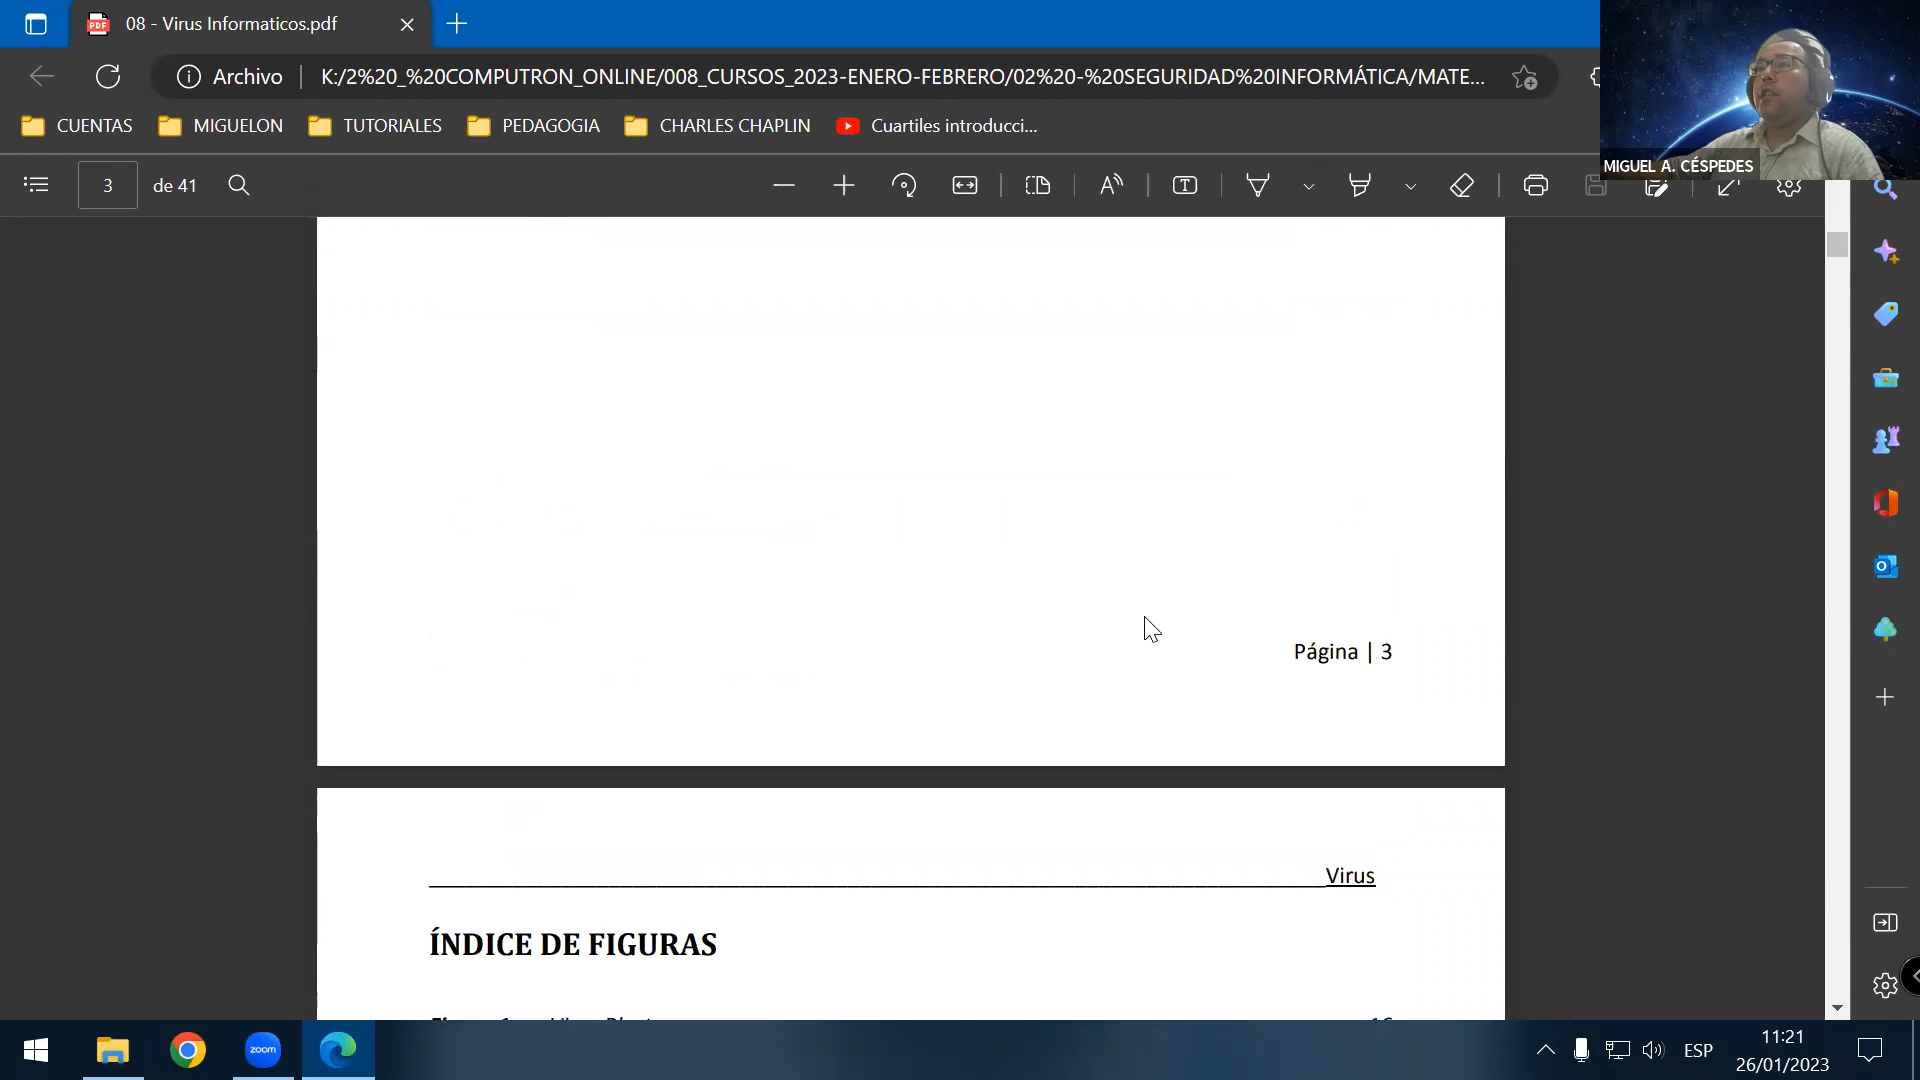 08 - Virus Informaticos.pdf
Archivo
K:/2%20_%20COMPUTRON_ONLINE/008_CURSOS_2023-ENERO-FEBRERO/02%20-%20SEGURIDAD%20INFORMÁTICA/MATE...
CUENTAS
MIGUELON
TUTORIALES
PEDAGOGIA
CHARLES CHAPLIN
Cuartiles introducci...
MIGUEL A. CÉSPEDES
3 de 41
Página | 3
Virus
ÍNDICE DE FIGURAS
zoom
ESP
11:21
26/01/2023